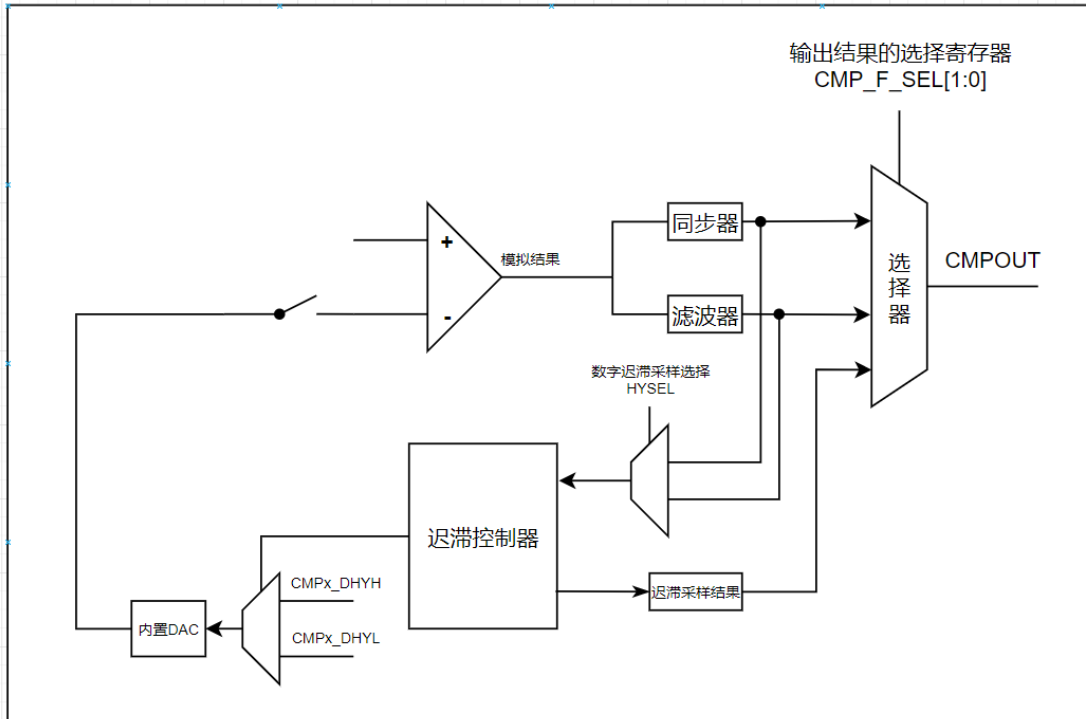 输出结果的选择寄存器
CMP_F_SEL[1:0]
同步器
+
模拟结果
选择器
CMPOUT
-
滤波器
数字迟滞采样选择
HYSEL
迟滞控制器
CMPx_DHYH
迟滞采样结果
内置DAC
CMPx_DHYL